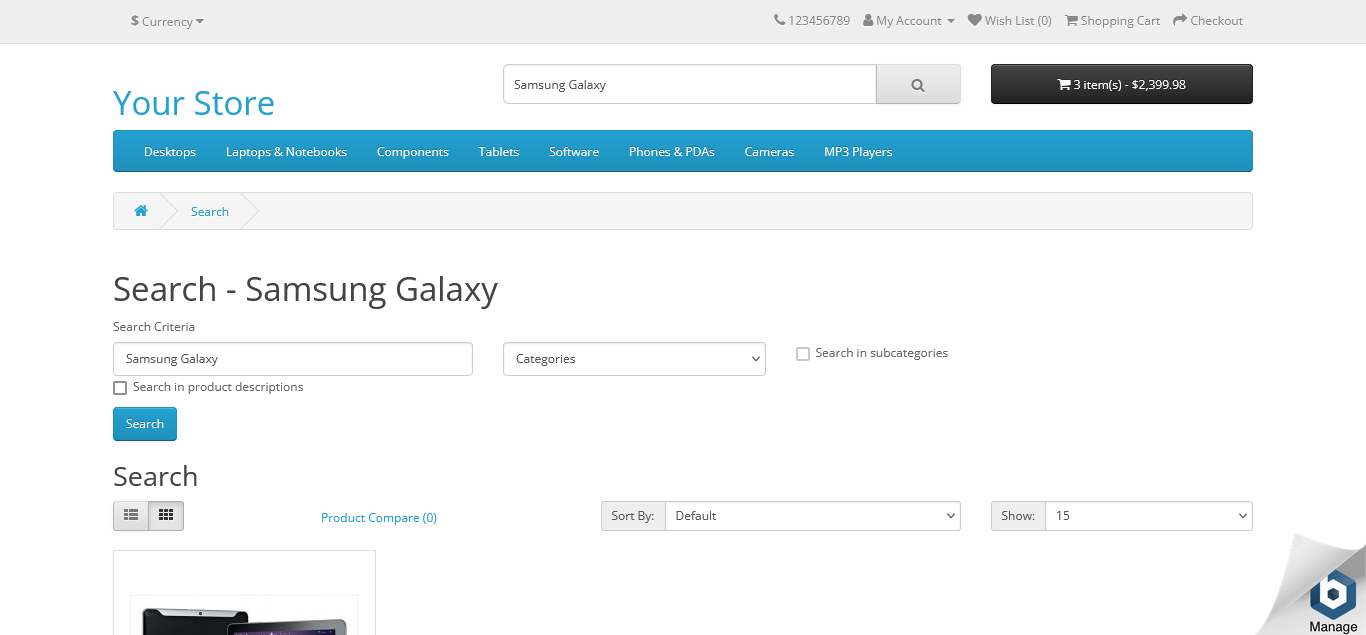 $ Currency
123456789 My Account Wish List (0) Shopping Cart Checkout
Your Store
Samsung Galaxy
3 item(s) - $2,399.98
Desktops Laptops & Notebooks Components Tablets Software Phones & PDAs Cameras MP3 Players
Search
Search - Samsung Galaxy
Search Criteria
Samsung Galaxy Categories Search in subcategories
Search in product descriptions
Search
Search
Product Compare (0) Sort By: Default Show: 15
Manage